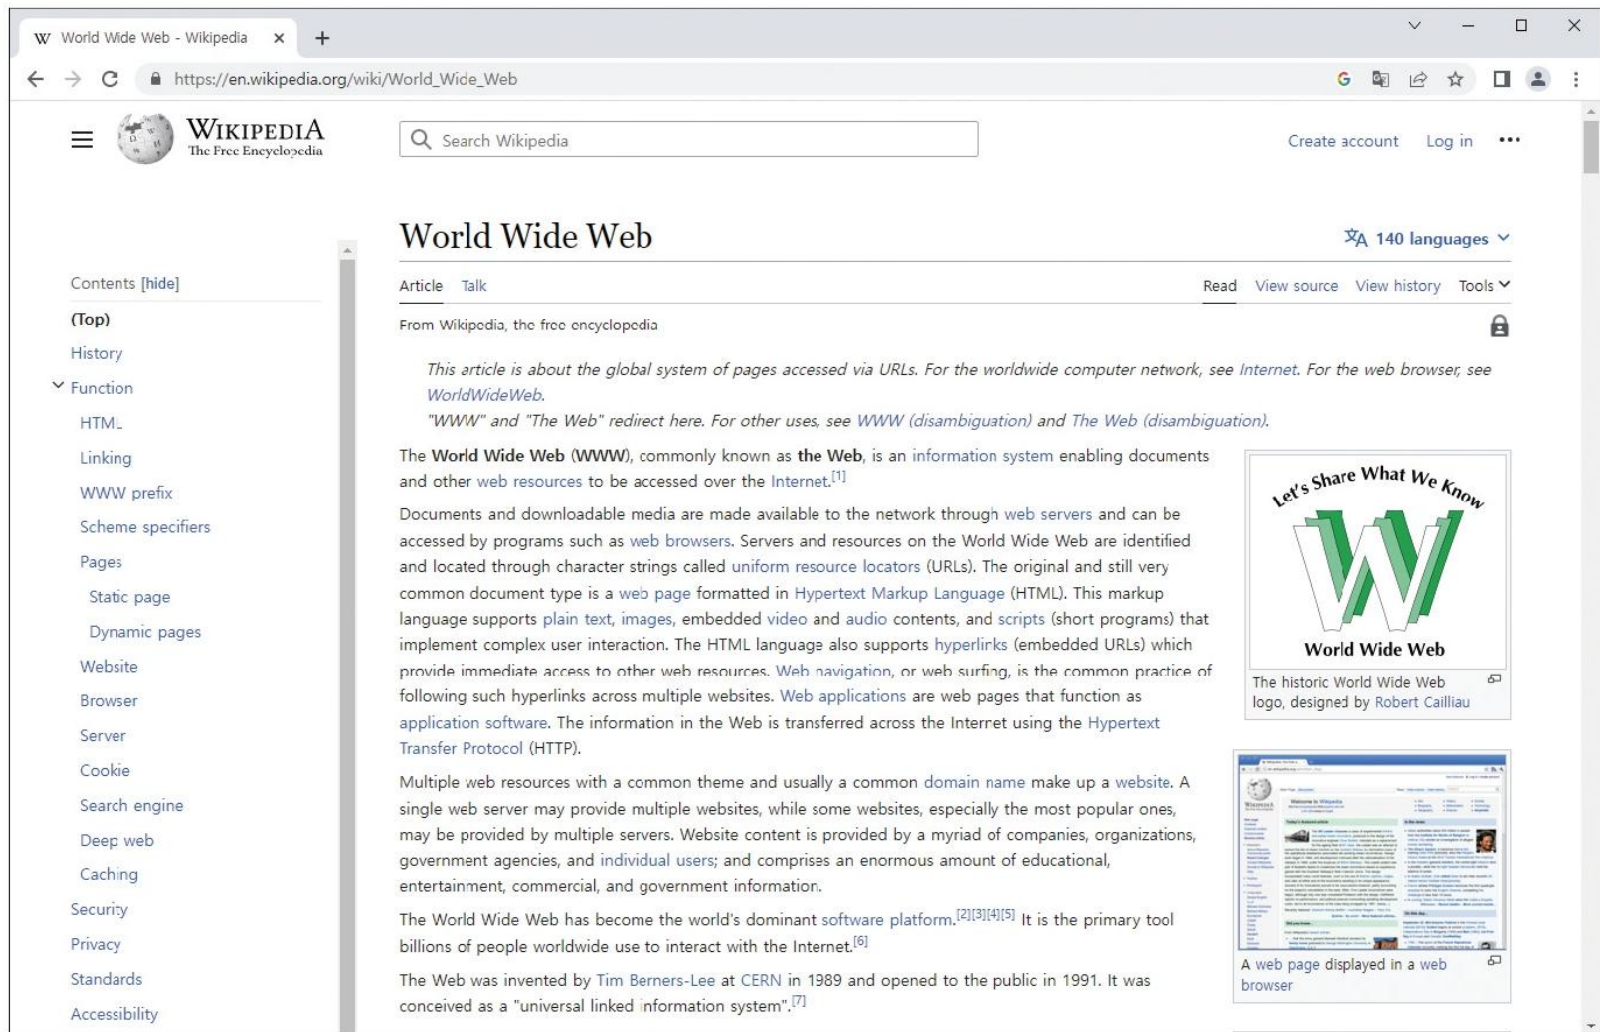 World Wide Web - Wikipedia
https://en.wikipedia.org/wiki/World_Wide_Web
WIKIPEDIA
The Free Encyclopedia
Search Wikipedia
Create account
Log in
World Wide Web
140 languages
Contents [hide]
(Top)
History
Function
HTML
Linking
WWW prefix
Scheme specifiers
Pages
Static page
Dynamic pages
Website
Browser
Server
Cookie
Search engine
Deep web
Caching
Security
Privacy
Standards
Accessibility
Article Talk
Read View source View history Tools
From Wikipedia, the free encyclopedia
This article is about the global system of pages accessed via URLs. For the worldwide computer network, see Internet. For the web browser, see
WorldWideWeb.
"WWW" and "The Web" redirect here. For other uses, see WWW (disambiguation) and The Web (disambiguation).
The World Wide Web (WWW), commonly known as the Web, is an information system enabling documents
and other web resources to be accessed over the Internet.[1]
Documents and downloadable media are made available to the network through web servers and can be
accessed by programs such as web browsers. Servers and resources on the World Wide Web are identified
and located through character strings called uniform resource locators (URLs). The original and still very
common document type is a web page formatted in Hypertext Markup Language (HTML). This markup
language supports plain text, images, embedded video and audio contents, and scripts (short programs) that
implement complex user interaction. The HTML language also supports hyperlinks (embedded URLs) which
provide immediate access to other web resources. Web navigation, or web surfing, is the common practice of
following such hyperlinks across multiple websites. Web applications are web pages that function as
application software. The information in the Web is transferred across the Internet using the Hypertext
Transfer Protocol (HTTP).
Multiple web resources with a common theme and usually a common domain name make up a website. A
single web server may provide multiple websites, while some websites, especially the most popular ones,
may be provided by multiple servers. Website content is provided by a myriad of companies, organizations,
government agencies, and individual users; and comprises an enormous amount of educational,
entertainment, commercial, and government information.
The World Wide Web has become the world's dominant software platform.[2][3][4][5] It is the primary tool
billions of people worldwide use to interact with the Internet.[6]
The Web was invented by Tim Berners-Lee at CERN in 1989 and opened to the public in 1991. It was
conceived as a "universal linked information system".[7]
Let's Share What We Know
World Wide Web
The historic World Wide Web
logo, designed by Robert Cailliau
WIKIPEDIA
Welcome to Wikipedia
A web page displayed in a web
browser